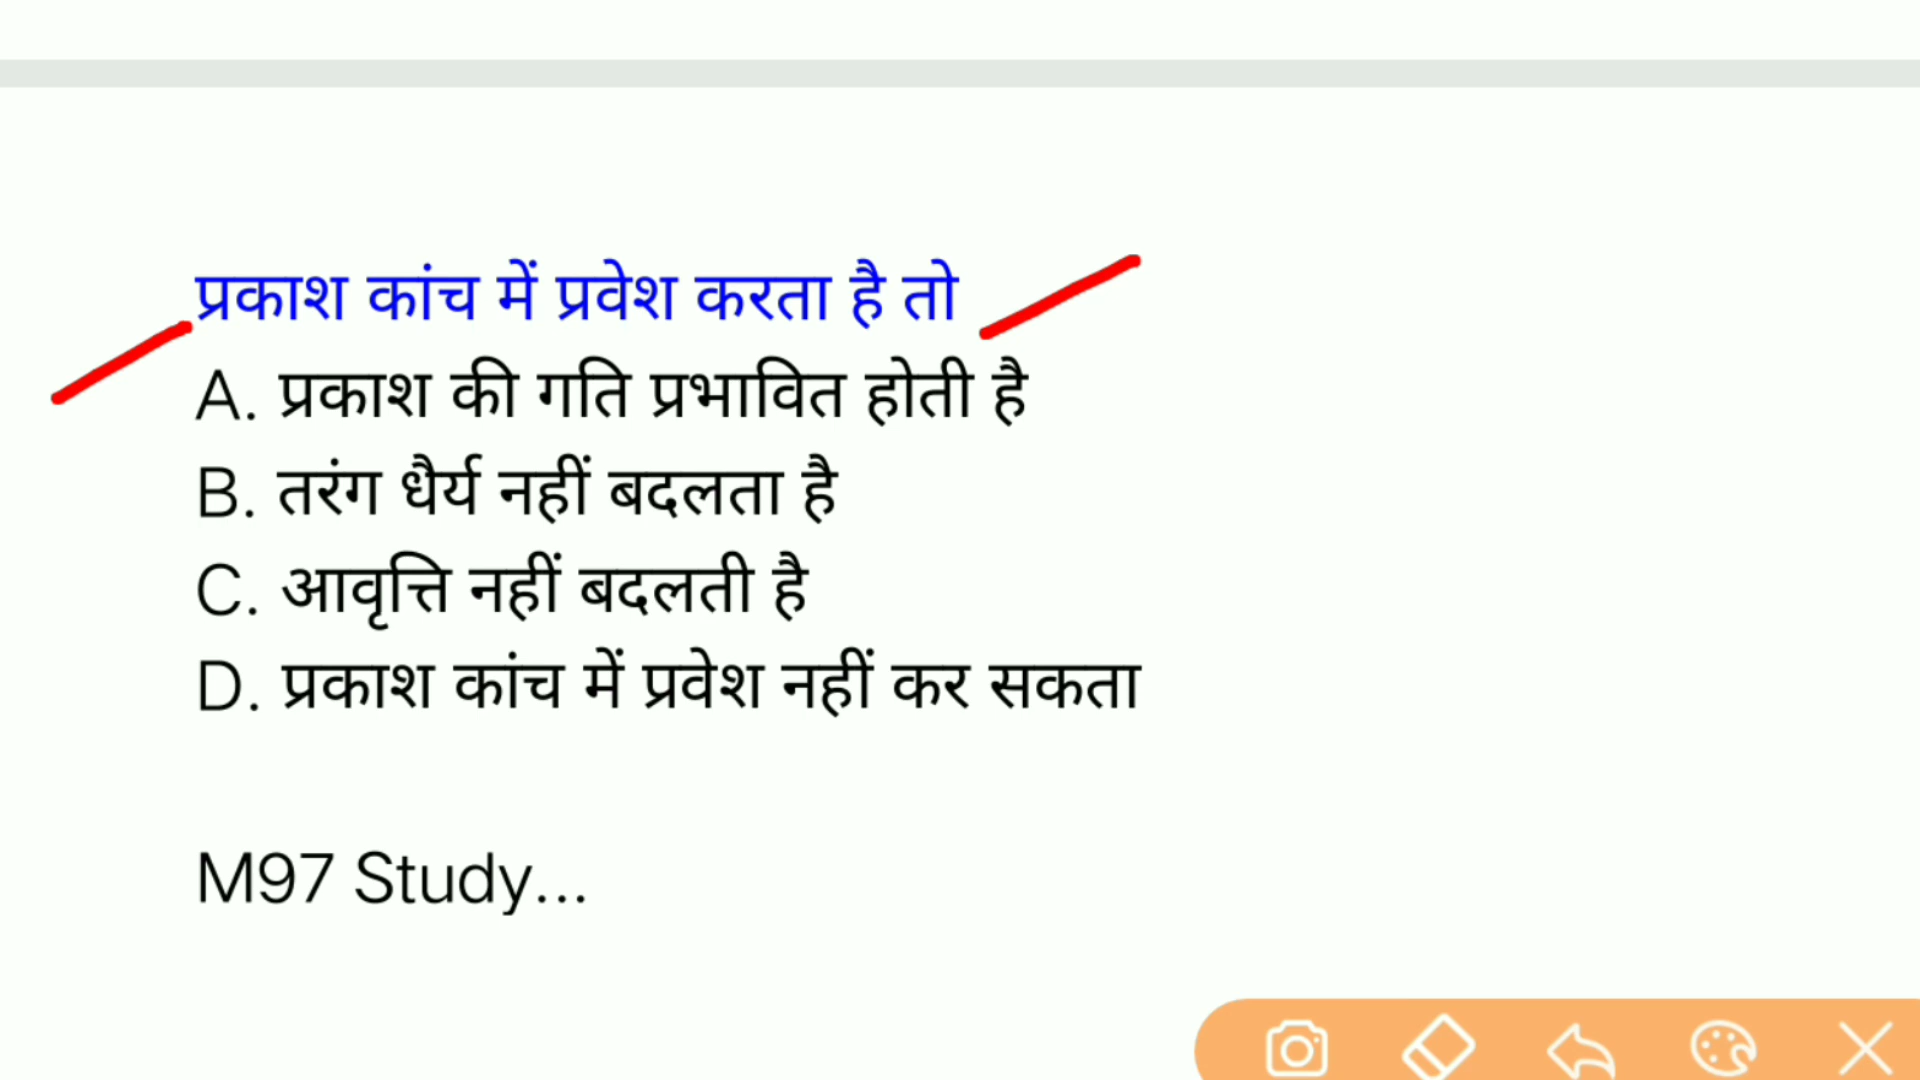 प्रकाश कांच में प्रवेश करता है तो
A. प्रकाश की गति प्रभावित होती है
B. तरंग धैर्य नहीं बदलता है
C. आवृत्ति नहीं बदलती है
D. प्रकाश कांच में प्रवेश नहीं कर सकता
M97 Study...